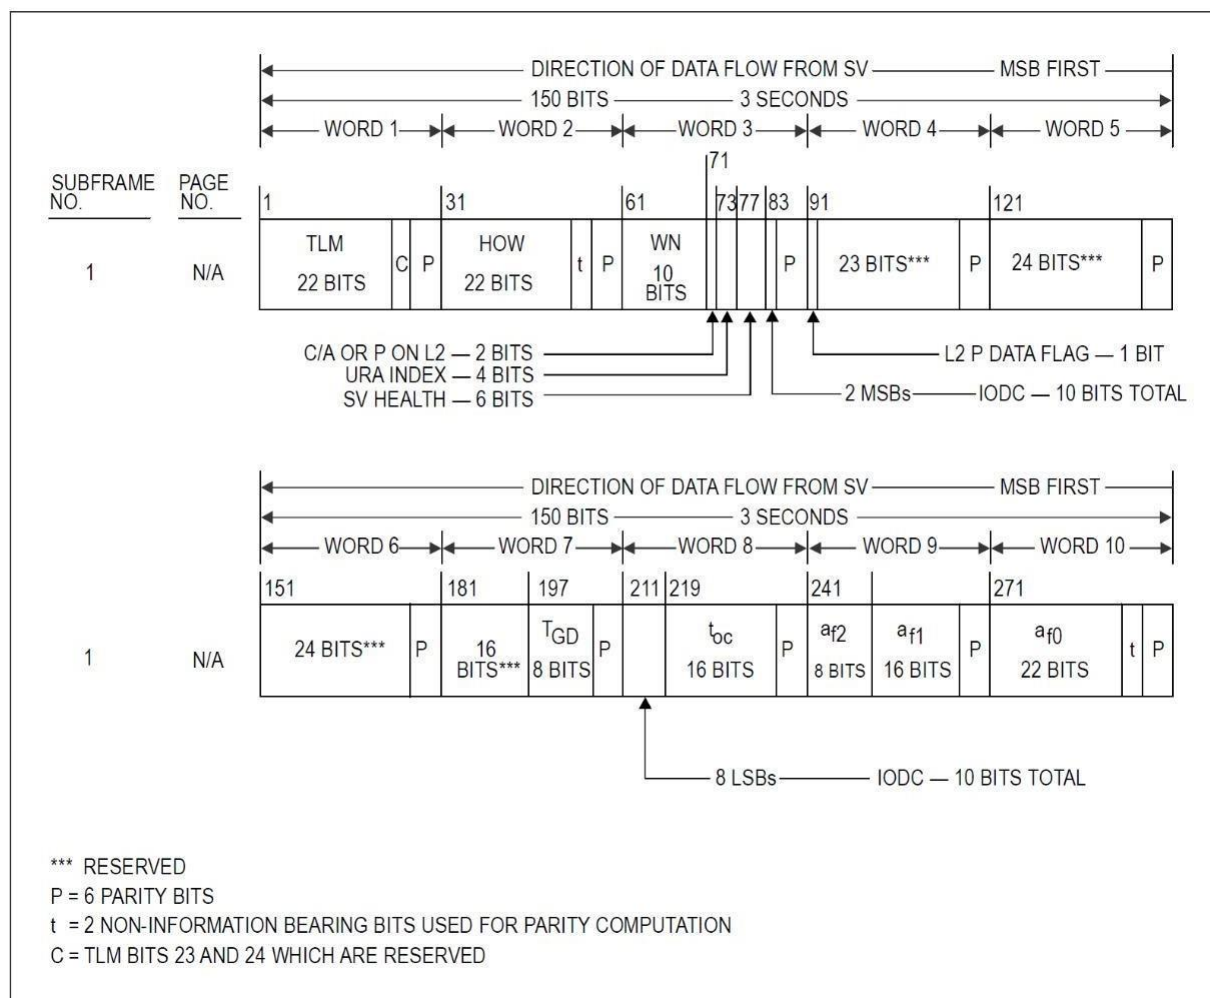 DIRECTION OF DATA FLOW FROM SV MSB FIRST
150 BITS 3 SECONDS
WORD 1 WORD 2 WORD 3 WORD 4 WORD 5
71
SUBFRAME NO. PAGE NO.
1 31 61 73 77 83 91 121
1 N/A
TLM 22 BITS C P
HOW 22 BITS t P
WN 10 BITS P
23 BITS*** P
24 BITS*** P
C/A OR P ON L2 — 2 BITS
URA INDEX — 4 BITS
SV HEALTH — 6 BITS
L2 P DATA FLAG — 1 BIT
2 MSBs IODC — 10 BITS TOTAL
DIRECTION OF DATA FLOW FROM SV MSB FIRST
150 BITS 3 SECONDS
WORD 6 WORD 7 WORD 8 WORD 9 WORD 10
151 181 197 211 219 241 271
1 N/A
24 BITS*** P
16 BITS*** TGD 8 BITS P
toc 16 BITS P
af2 8 BITS af1 16 BITS P
af0 22 BITS t P
8 LSBs IODC — 10 BITS TOTAL
*** RESERVED
P = 6 PARITY BITS
t = 2 NON-INFORMATION BEARING BITS USED FOR PARITY COMPUTATION
C = TLM BITS 23 AND 24 WHICH ARE RESERVED